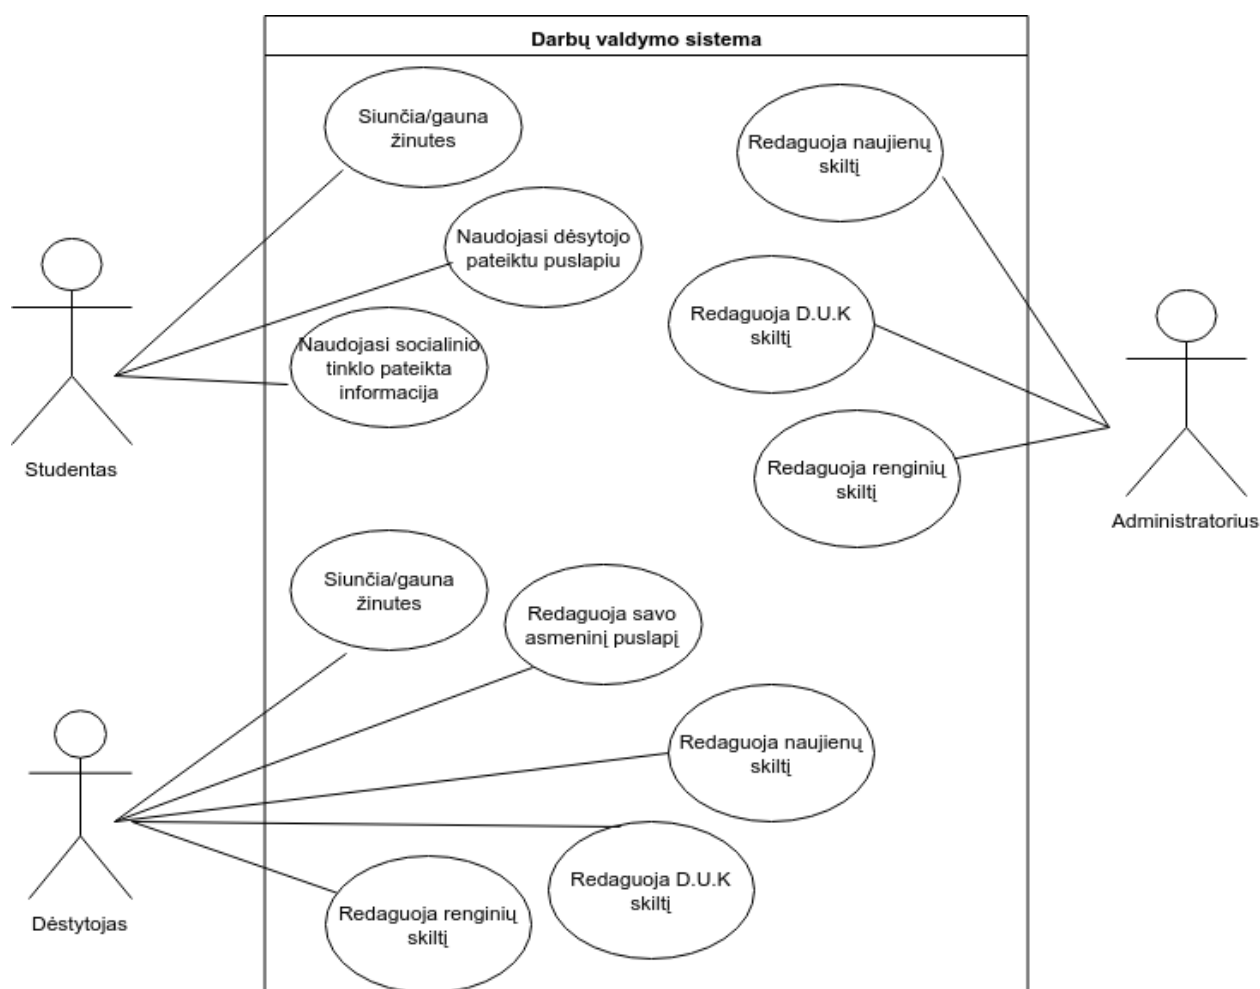 Darbų valdymo sistema
Siunčia/gauna
žinutes
Redaguoja naujienų
skiltį
Naudojasi dėsytojo
pateiktu puslapiu
Redaguoja D.U.K
skiltį
Naudojasi socialinio
tinklo pateikta
informacija
Studentas
Redaguoja renginių
skiltį
Administratorius
Siunčia/gauna
žinutes
Redaguoja savo
asmeninį puslapį
Redaguoja naujienų
skiltį
Redaguoja D.U.K
skiltį
Redaguoja renginių
skiltį
Dėstytojas